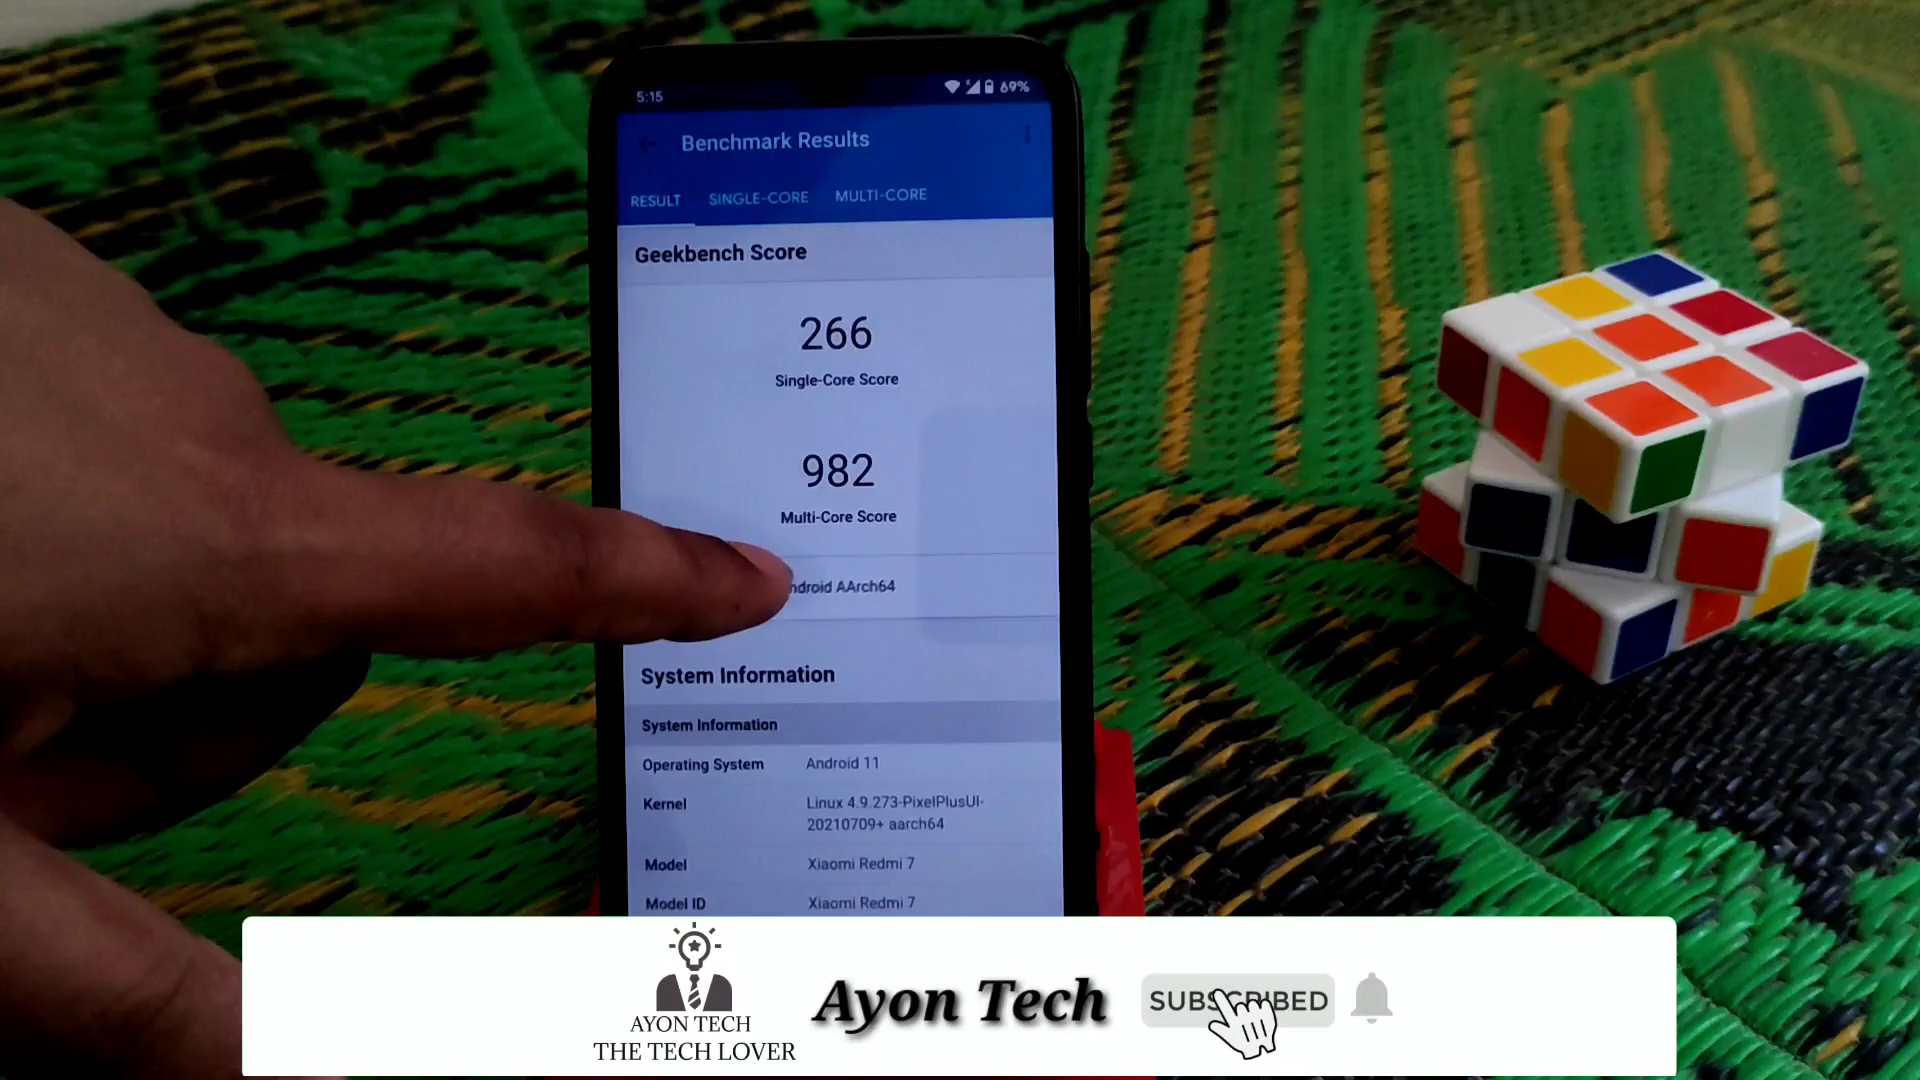 5:15
69%
Benchmark Results
RESULT SINGLE-CORE MULTI-CORE
Geekbench Score
266
Single-Core Score
982
Multi-Core Score
ndroid AArch64
System Information
System Information
Operating System Android 11
Kernel Linux 4.9.273-PixelPlusUI-
20210709+ aarch64
Model Xiaomi Redmi 7
Model ID Xiaomi Redmi 7
AYON TECH
THE TECH LOVER
Ayon Tech
SUBSCRIBED